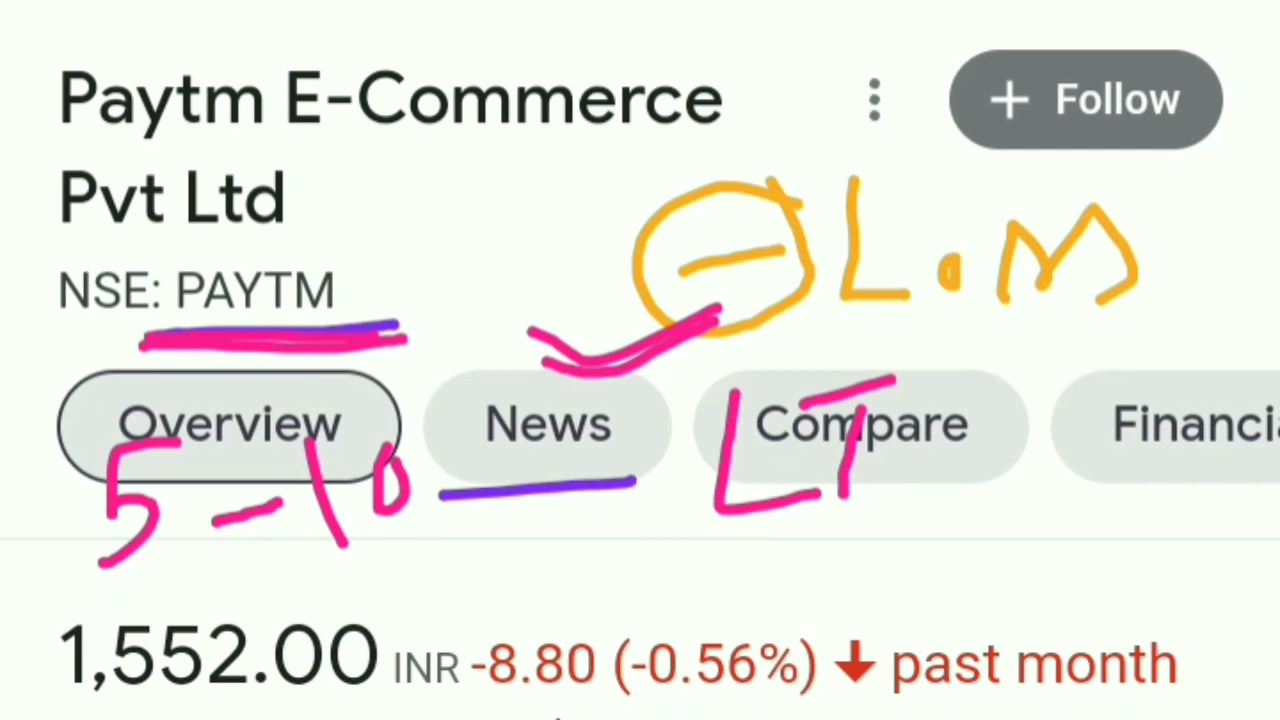 Paytm E-Commerce
Pvt Ltd
+ Follow
NSE: PAYTM
- L.M
Overview
News
Compare
Financi
5-10
LT
1,552.00 INR -8.80 (-0.56%) ↓ past month